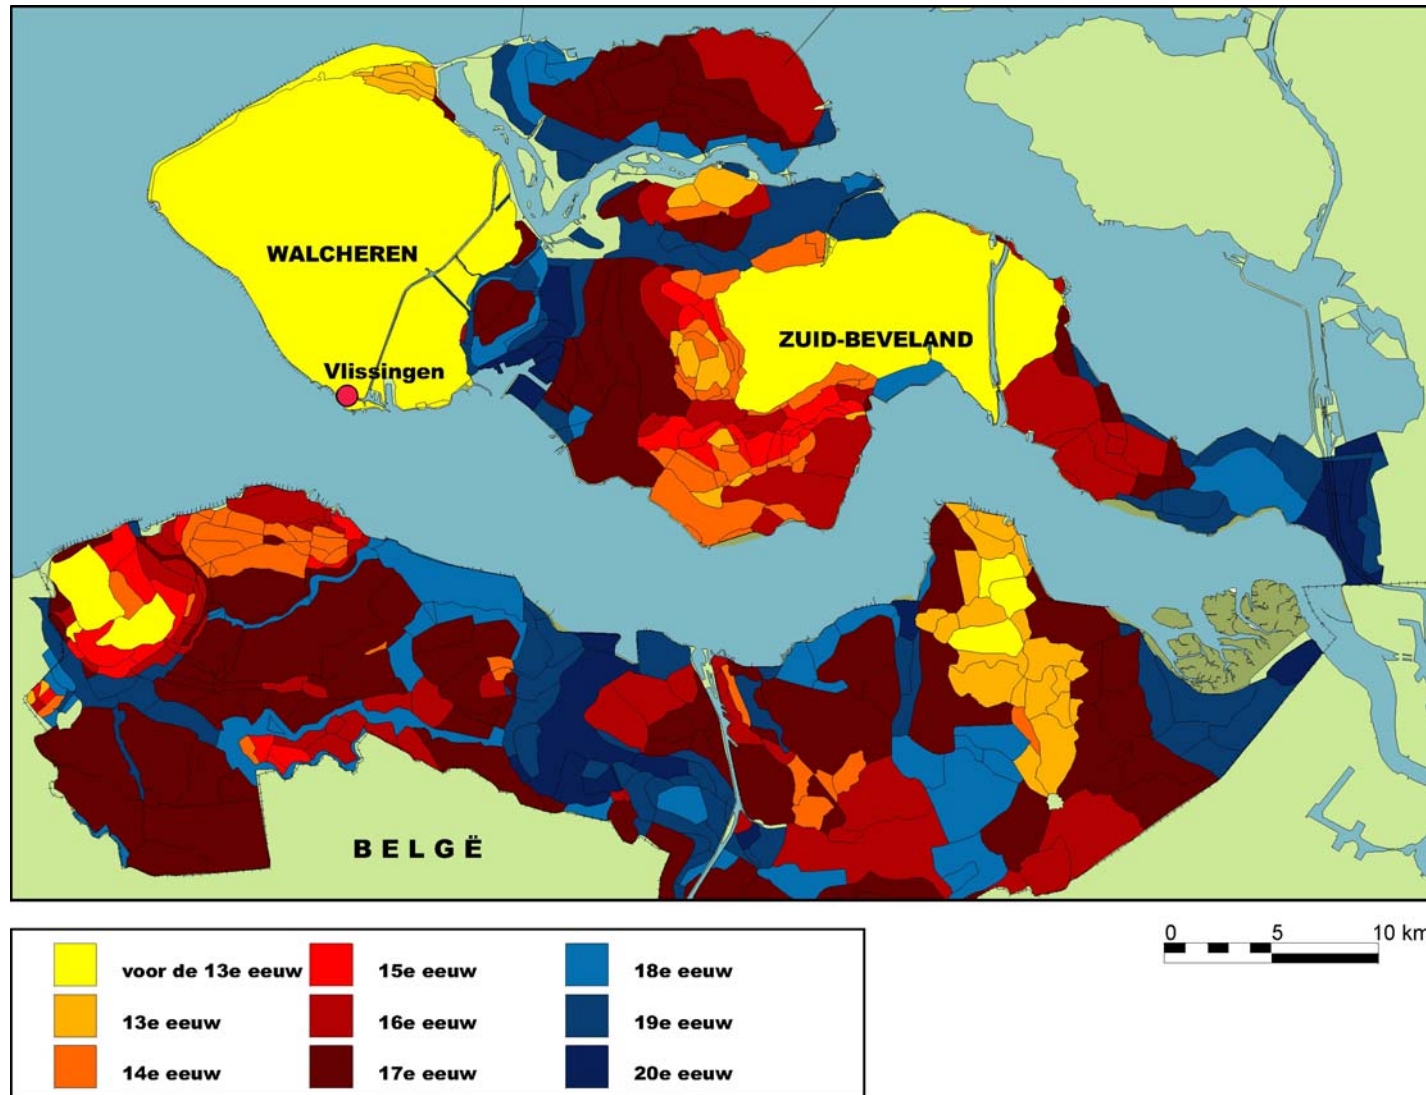 WALCHEREN
ZUID-BEVELAND
Vlissingen
BELGË
0 5 10 km
voor de 13e eeuw
13e eeuw
14e eeuw
15e eeuw
16e eeuw
17e eeuw
18e eeuw
19e eeuw
20e eeuw